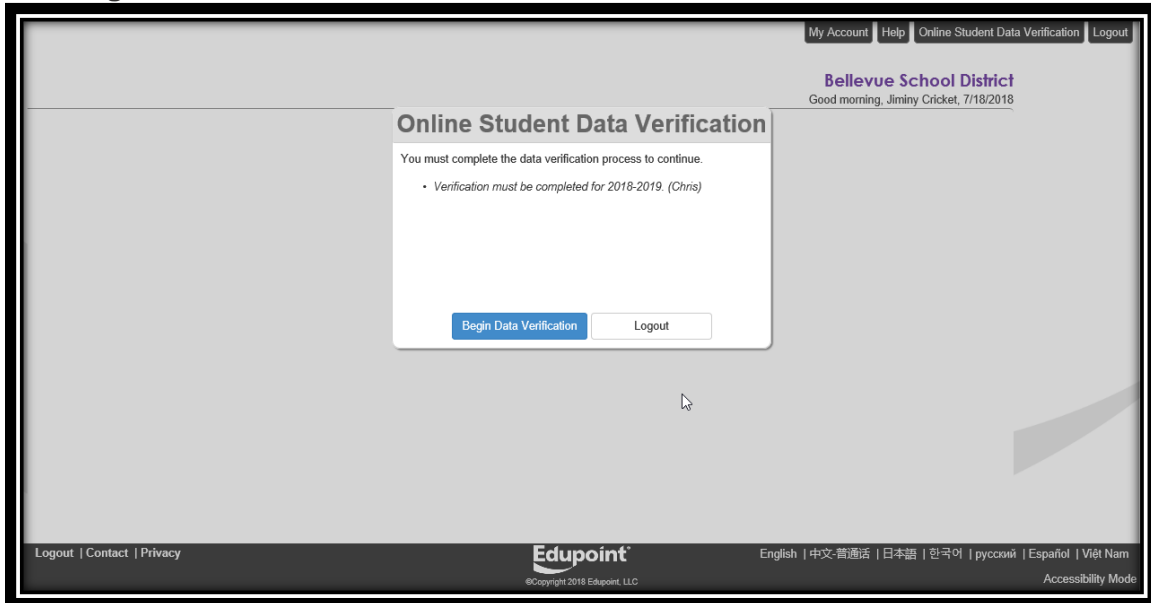 My Account Help Online Student Data Verification Logout
Bellevue School District
Good morning, Jiminy Cricket, 7/18/2018
Online Student Data Verification
You must complete the data verification process to continue.
• Verification must be completed for 2018-2019. (Chris)
Begin Data Verification Logout
Logout | Contact | Privacy
Edupoint
©Copyright 2018 Edupoint, LLC
English | 中文-普通话 | 日本語 | 한국어 | русский | Español | Việt Nam
Accessibility Mode